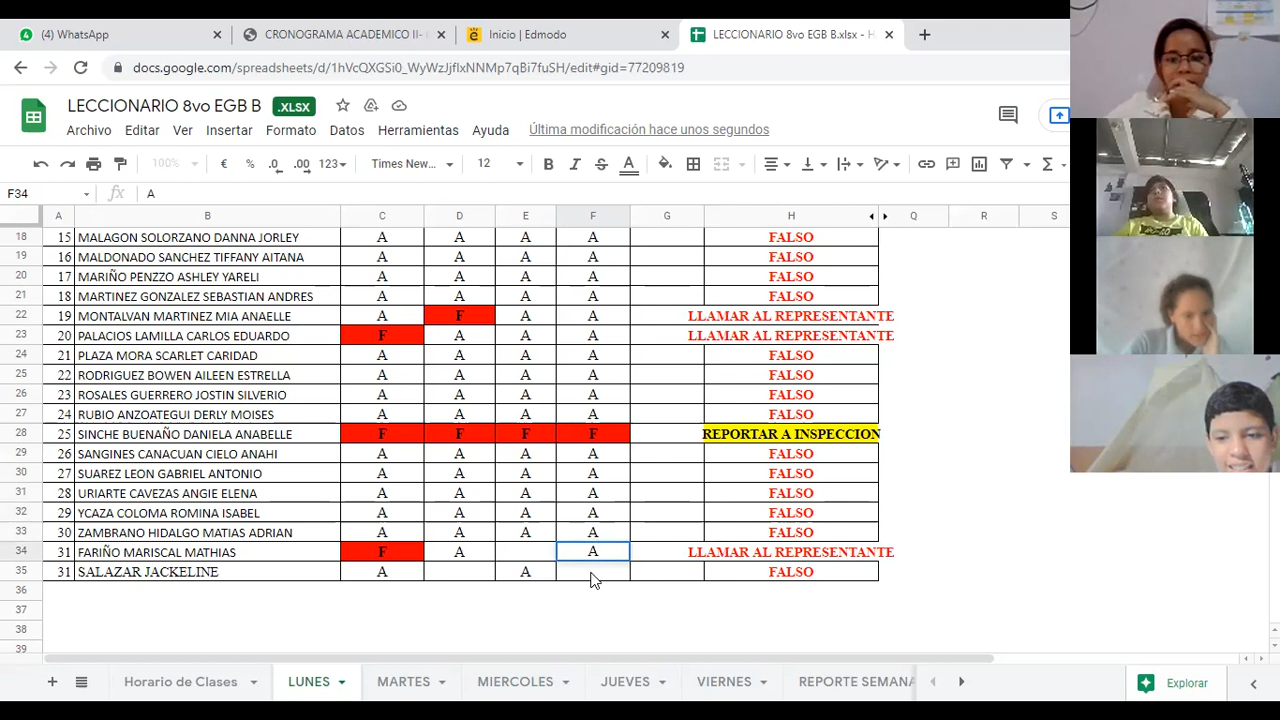 (4) WhatsApp
CRONOGRAMA ACADEMICO II-
Inicio | Edmodo
LECCIONARIO 8vo EGB B.xlsx - H
docs.google.com/spreadsheets/d/1hVcQXGSi0_WyWzJjflxNNMp7qBi7fuSH/edit#gid=77209819
LECCIONARIO 8vo EGB B .XLSX
Archivo Editar Ver Insertar Formato Datos Herramientas Ayuda Última modificación hace unos segundos
100% € % .0 .00 123 Times New... 12 B I S A
F34 fx A
A B C D E F G H Q R S
18 15 MALAGON SOLORZANO DANNA JORLEY A A A A FALSO
19 16 MALDONADO SANCHEZ TIFFANY AITANA A A A A FALSO
20 17 MARIÑO PENZZO ASHLEY YARELI A A A A FALSO
21 18 MARTINEZ GONZALEZ SEBASTIAN ANDRES A A A A FALSO
22 19 MONTALVAN MARTINEZ MIA ANAELLE A F A A LLAMAR AL REPRESENTANTE
23 20 PALACIOS LAMILLA CARLOS EDUARDO F A A A LLAMAR AL REPRESENTANTE
24 21 PLAZA MORA SCARLET CARIDAD A A A A FALSO
25 22 RODRIGUEZ BOWEN AILEEN ESTRELLA A A A A FALSO
26 23 ROSALES GUERRERO JOSTIN SILVERIO A A A A FALSO
27 24 RUBIO ANZOATEGUI DERLY MOISES A A A A FALSO
28 25 SINCHE BUENAÑO DANIELA ANABELLE F F F F REPORTAR A INSPECCION
29 26 SANGINES CANACUAN CIELO ANAHI A A A A FALSO
30 27 SUAREZ LEON GABRIEL ANTONIO A A A A FALSO
31 28 URIARTE CAVEZAS ANGIE ELENA A A A A FALSO
32 29 YCAZA COLOMA ROMINA ISABEL A A A A FALSO
33 30 ZAMBRANO HIDALGO MATIAS ADRIAN A A A A FALSO
34 31 FARIÑO MARISCAL MATHIAS F A A LLAMAR AL REPRESENTANTE
35 31 SALAZAR JACKELINE A A FALSO
36
37
38
39
Horario de Clases LUNES MARTES MIERCOLES JUEVES VIERNES REPORTE SEMANA Explorar